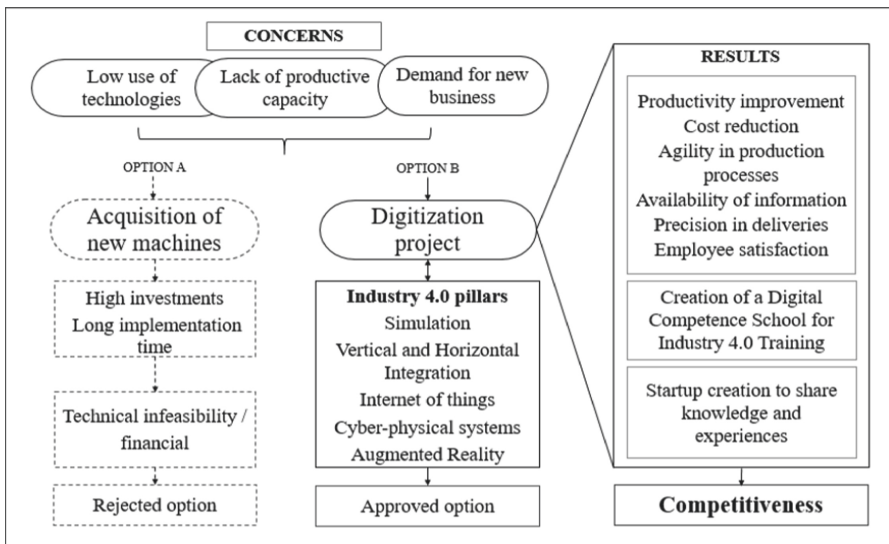 CONCERNS
Low use of
technologies
Lack of productive
capacity
Demand for new
business
OPTION A
Acquisition of
new machines
High investments
Long implementation
time
Technical infeasibility /
financial
Rejected option
OPTION B
Digitization
project
Industry 4.0 pillars
Simulation
Vertical and Horizontal
Integration
Internet of things
Cyber-physical systems
Augmented Reality
Approved option
RESULTS
Productivity improvement
Cost reduction
Agility in production
processes
Availability of information
Precision in deliveries
Employee satisfaction
Creation of a Digital
Competence School for
Industry 4.0 Training
Startup creation to share
knowledge and
experiences
Competitiveness